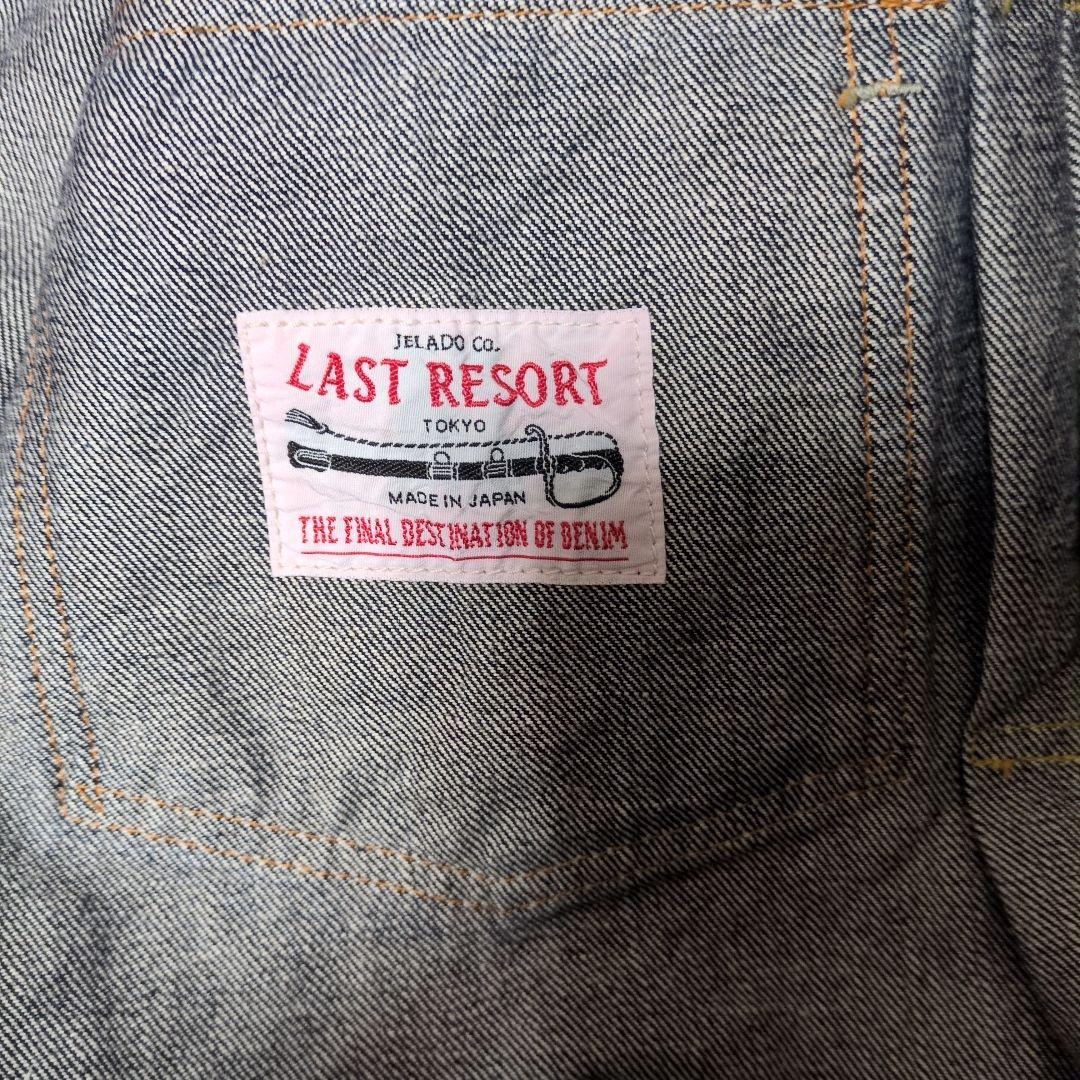 JELADO CO.
LAST RESORT
TOKYO
MADE IN JAPAN
THE FINAL DESTINATION OF DENIM